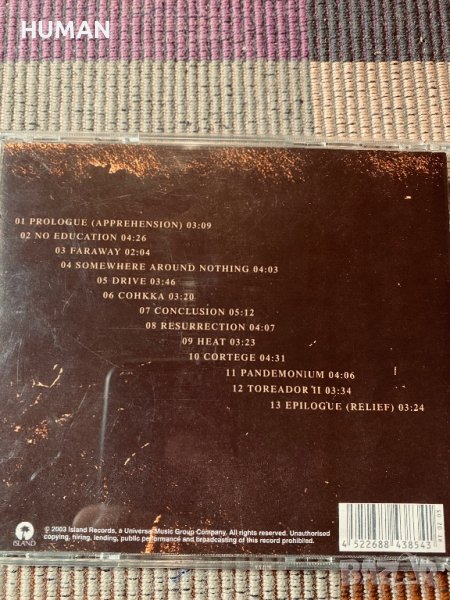 HUMAN
01 PROLOGUE (APPREHENSION) 03:09
02 NO EDUCATION 04:26
03 FARAWAY 02:04
04 SOMEWHERE AROUND NOTHING 04:03
05 DRIVE 03:46
06 COHKKA 03:20
07 CONCLUSION 05:12
08 RESURRECTION 04:07
09 HEAT 03:23
10 CORTEGE 04:31
11 PANDEMONIUM 04:06
12 TOREADOR II 03:34
13 EPILOGUE (RELIEF) 03:24
© 2003 Island Records, a Universal Music Group Company. All rights reserved. Unauthorised
copying, hiring, lending, public performance and broadcasting of this record prohibited.
ISLAND
4 522688 438543